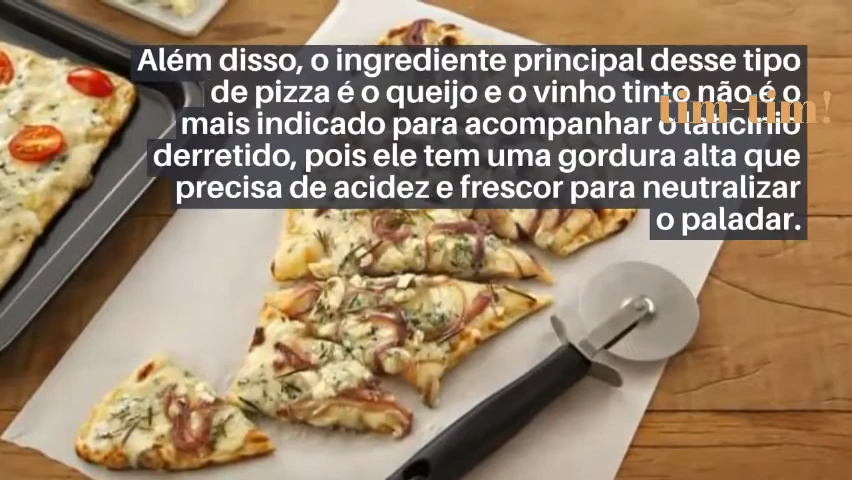 Além disso, o ingrediente principal desse tipo
de pizza é o queijo e o vinho tinto não é o
mais indicado para acompanhar o laticínio
derretido, pois ele tem uma gordura alta que
precisa de acidez e frescor para neutralizar
o paladar.
tim-tim!